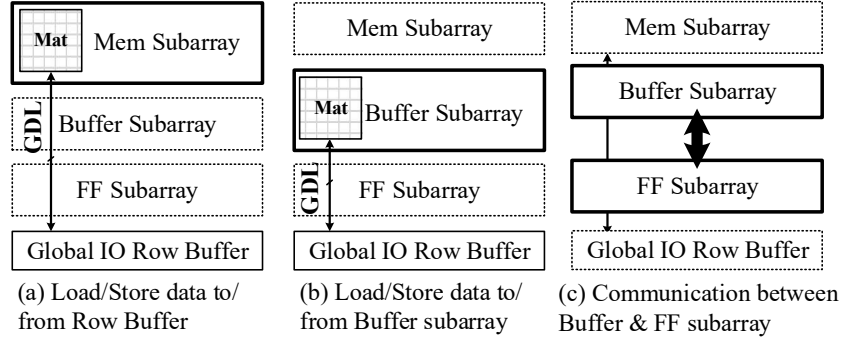 Mat
Mem Subarray
GDL
Buffer Subarray
FF Subarray
Global IO Row Buffer
(a) Load/Store data to/
from Row Buffer
Mem Subarray
Mat
Buffer Subarray
GDL
FF Subarray
Global IO Row Buffer
(b) Load/Store data to/
from Buffer subarray
Mem Subarray
Buffer Subarray
FF Subarray
Global IO Row Buffer
(c) Communication between
Buffer & FF subarray